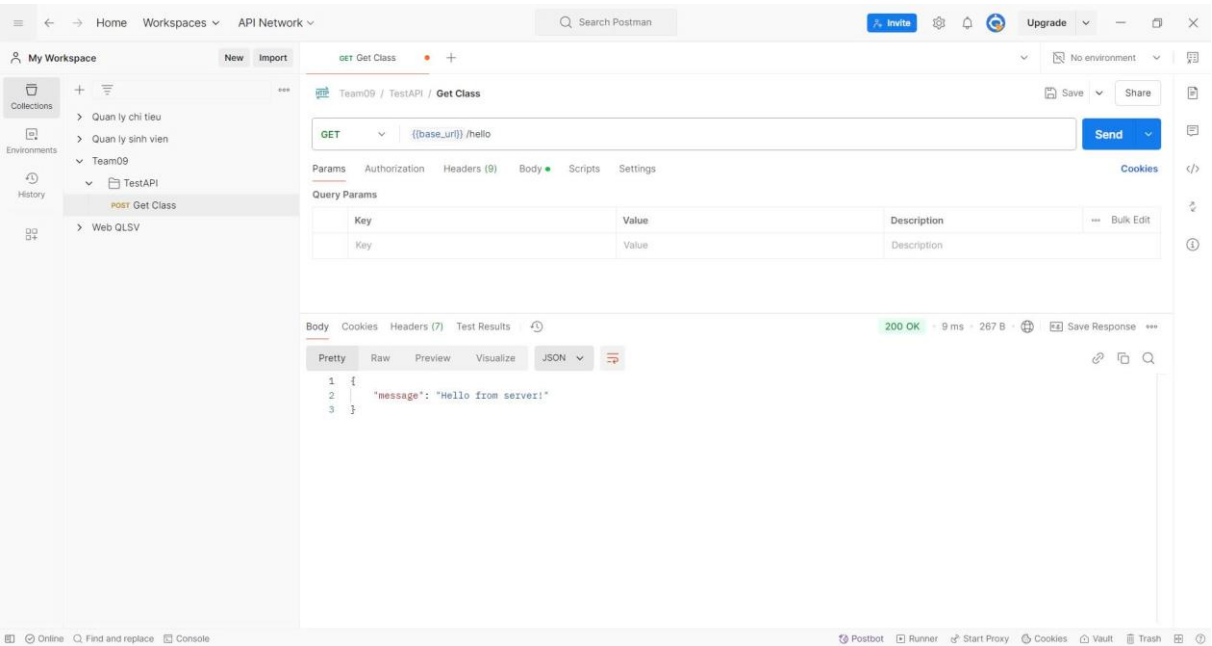 Home Workspaces API Network Search Postman Invite Upgrade
My Workspace New Import GET Get Class No environment
Collections
Environments
History
Quan ly chi tieu
Quan ly sinh vien
Team09
TestAPI
POST Get Class
Web QLSV
Team09 / TestAPI / Get Class Save Share
GET {{base_url}} /hello Send
Params Authorization Headers (9) Body Scripts Settings Cookies
Query Params
Key Value Description Bulk Edit
Key Value Description
Body Cookies Headers (7) Test Results 200 OK 9 ms 267 B Save Response
Pretty Raw Preview Visualize JSON
1 {
2 "message": "Hello from server!"
3 }
Online Find and replace Console Postbot Runner Start Proxy Cookies Vault Trash